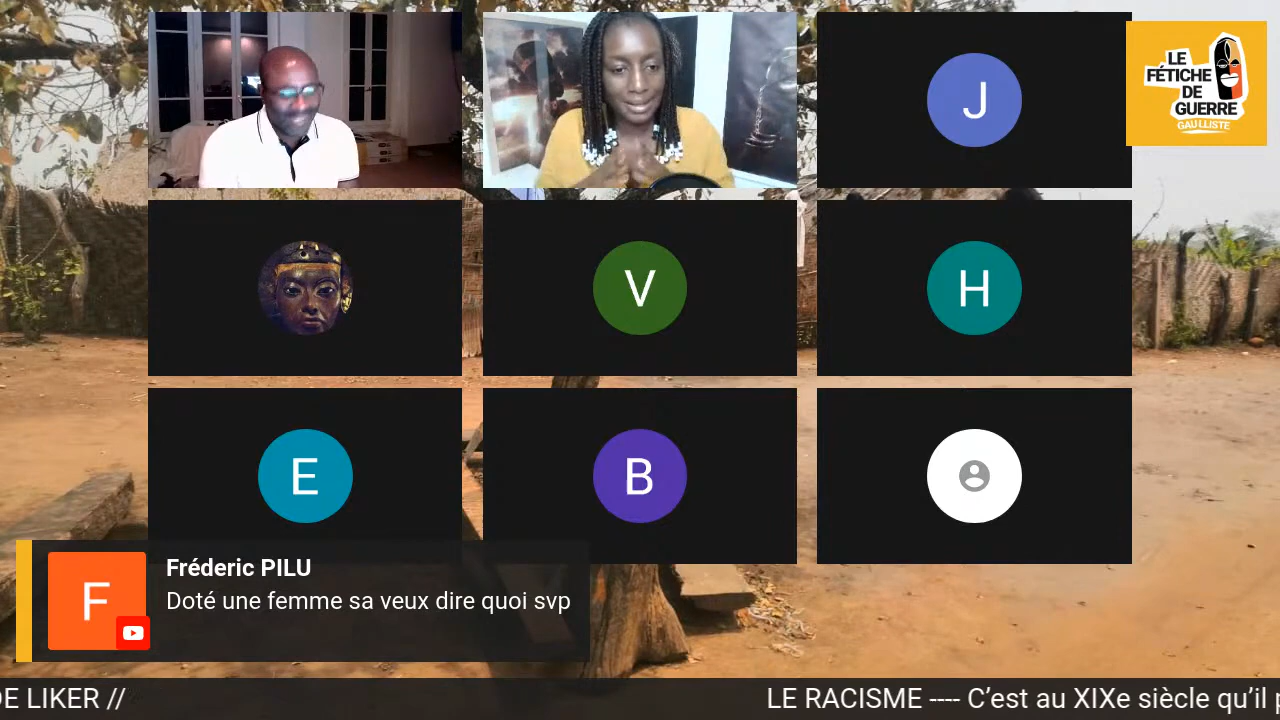 LE
FÉTICHE
DE
GUERRE
GAULLISTE
J
V
H
E
B
F
Fréderic PILU
Doté une femme sa veux dire quoi svp
DE LIKER // LE RACISME ---- C’est au XIXe siècle qu’il p